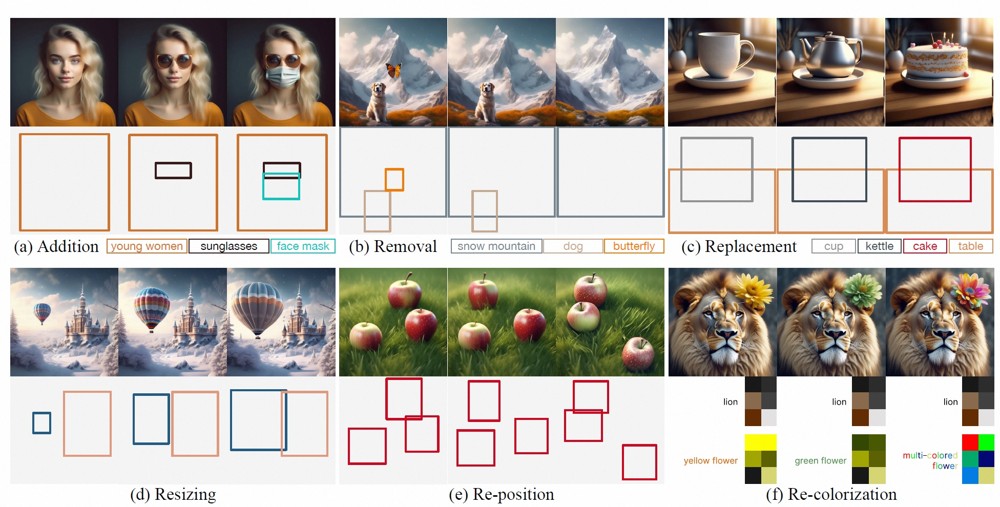 (a) Addition young women sunglasses face mask
(b) Removal snow mountain dog butterfly
(c) Replacement cup kettle cake table
lion
lion
lion
yellow flower
green flower
multi-colored
flower
(d) Resizing
(e) Re-position
(f) Re-colorization